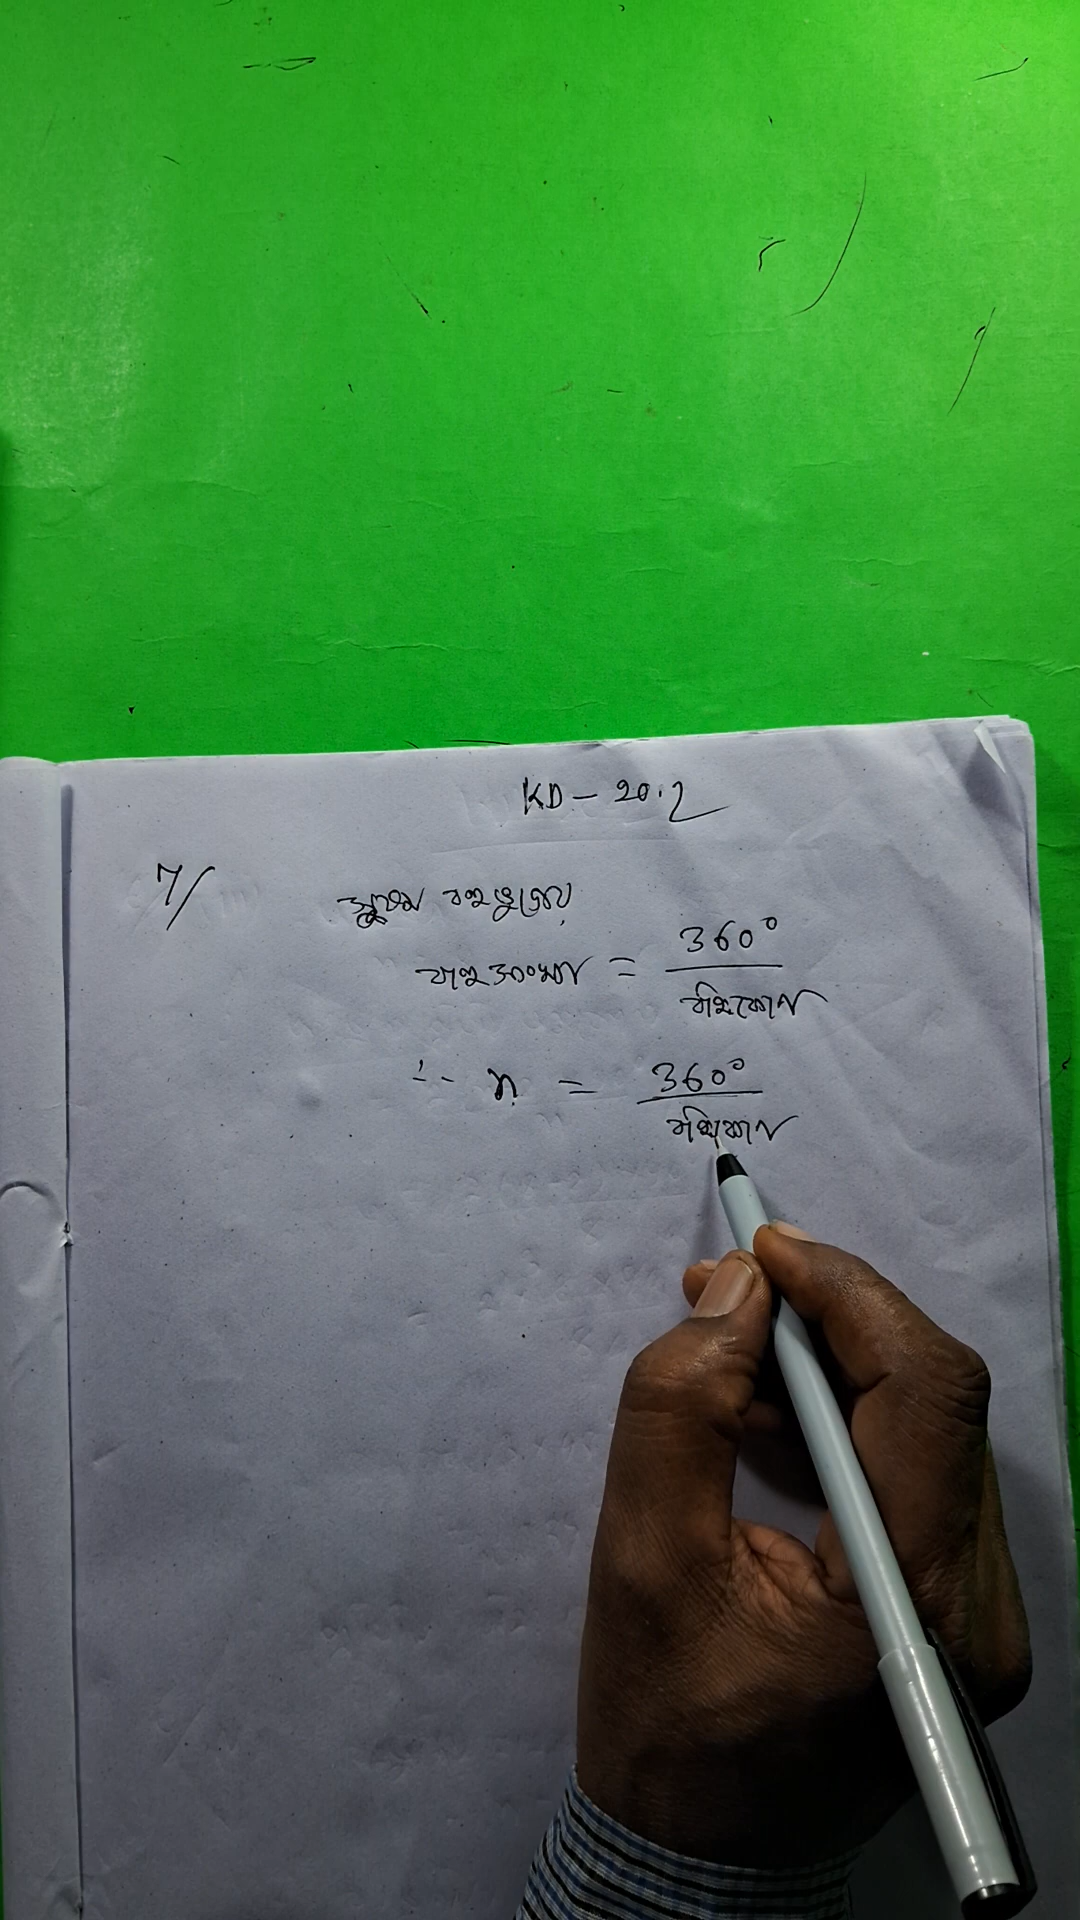 KD - 20.2
7/
সুষম বহুভুজের
বাহুসংখ্যা = 360° / বহিঃকোণ
∴ n = 360° / বহিঃকোণ